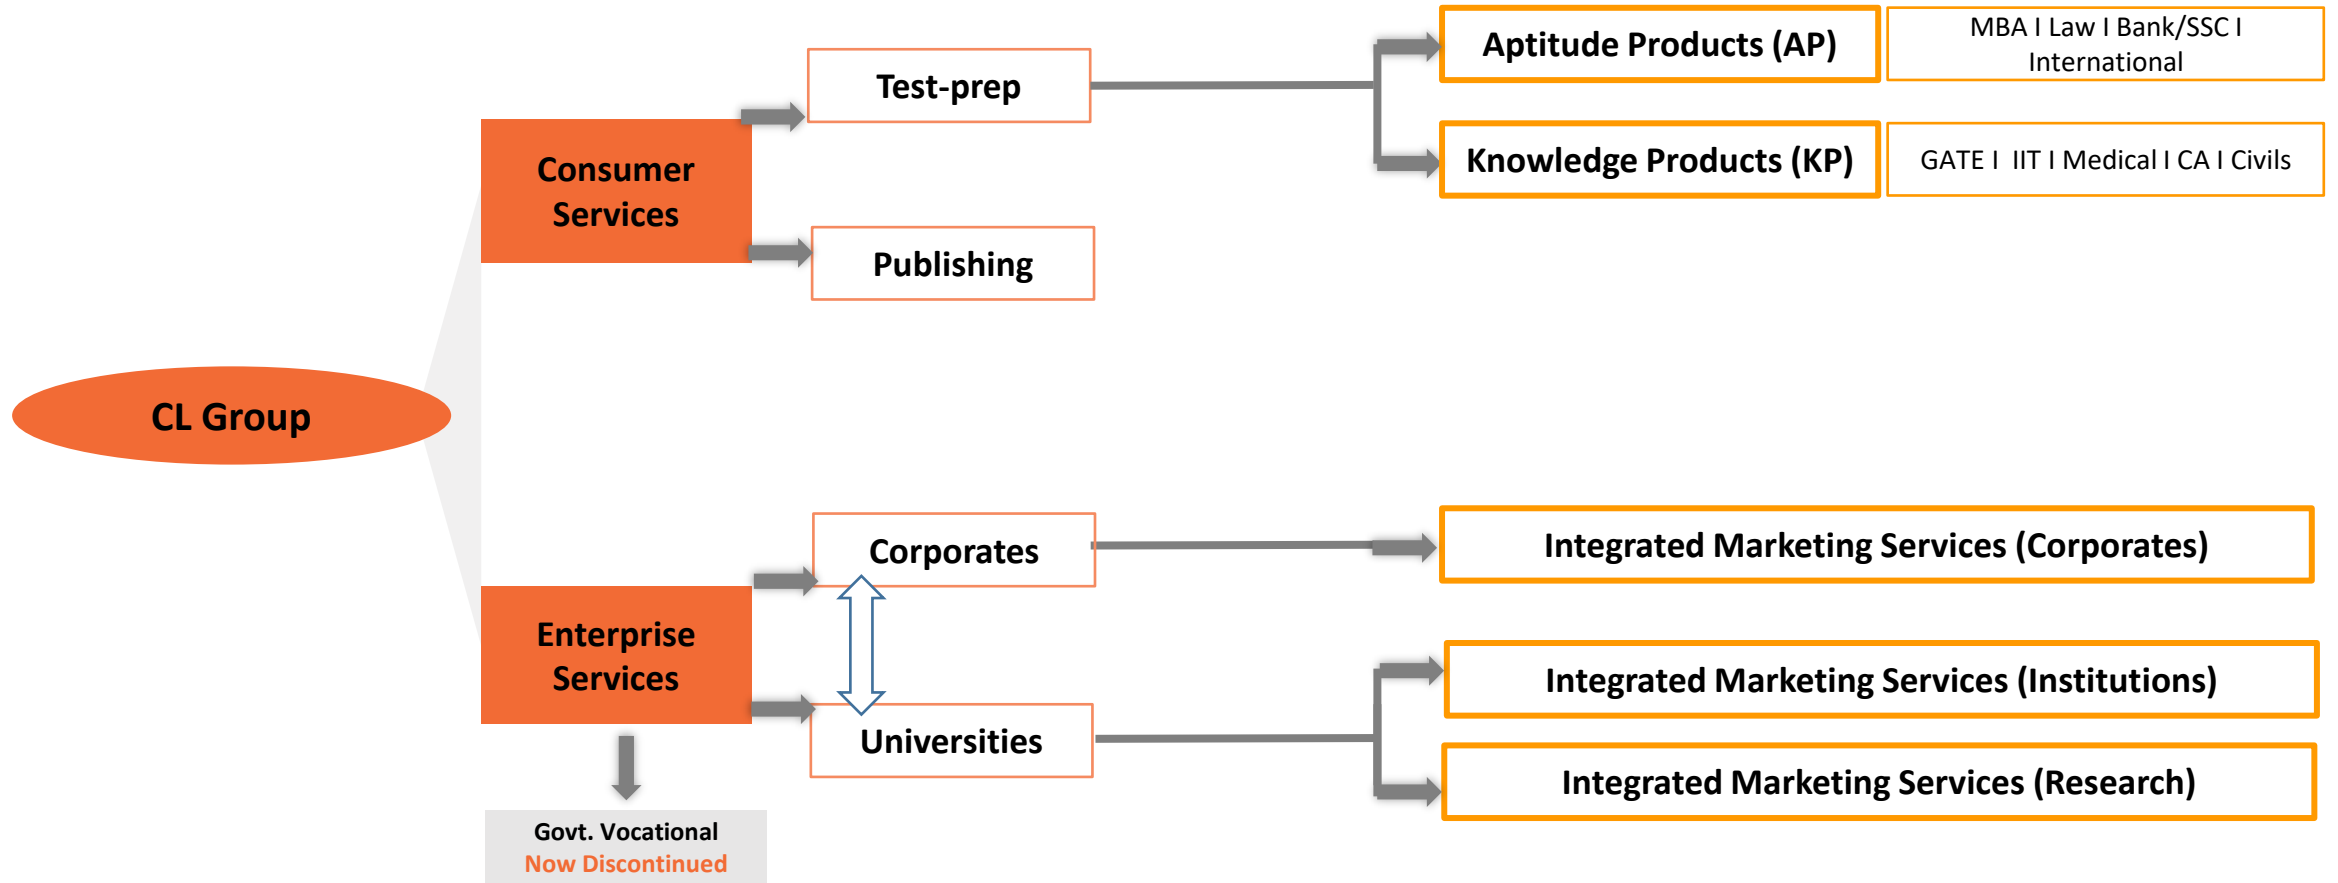 CL Group
Consumer
Services
Test-prep
Aptitude Products (AP)
MBA I Law I Bank/SSC I
International
Knowledge Products (KP)
GATE I  IIT I Medical I CA I Civils
Publishing
Enterprise
Services
Corporates
Integrated Marketing Services (Corporates)
Universities
Integrated Marketing Services (Institutions)
Integrated Marketing Services (Research)
Govt. Vocational
Now Discontinued